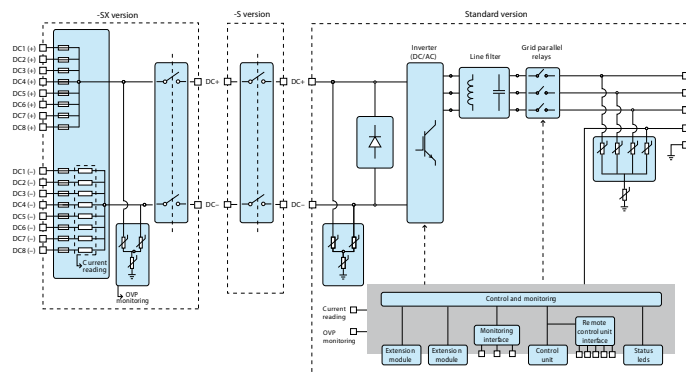 -SX version
-S version
Standard version
DC1 (+)
DC2 (+)
DC3 (+)
DC4 (+)
DC5 (+)
DC6 (+)
DC7 (+)
DC8 (+)
DC+
DC+
Inverter
(DC/AC)
Line filter
Grid parallel
relays
DC1 (−)
DC2 (−)
DC3 (−)
DC4 (−)
DC5 (−)
DC6 (−)
DC7 (−)
DC8 (−)
DC−
DC−
Current
reading
OVP
monitoring
Current
reading
OVP
monitoring
Control and monitoring
Extension
module
Extension
module
Monitoring
interface
Control
unit
Remote
control unit
interface
Status
leds